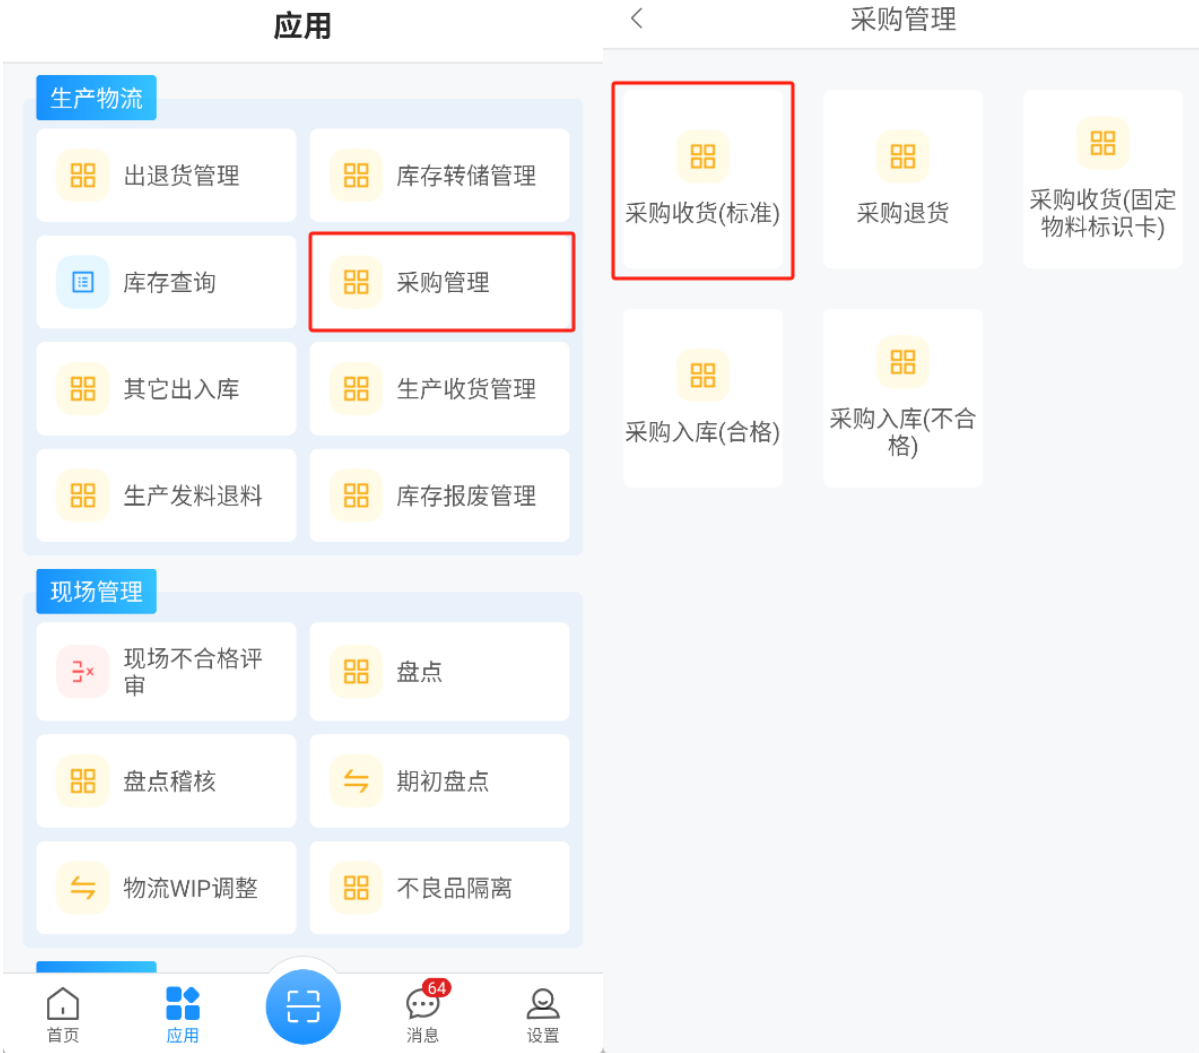 应用
生产物流
出退货管理
库存转储管理
库存查询
采购管理
其它出入库
生产收货管理
生产发料退料
库存报废管理
现场管理
现场不合格评
审
盘点
盘点稽核
期初盘点
物流WIP调整
不良品隔离
首页
应用
64
消息
设置
采购管理
采购收货(标准)
采购退货
采购收货(固定
物料标识卡)
采购入库(合格)
采购入库(不合
格)